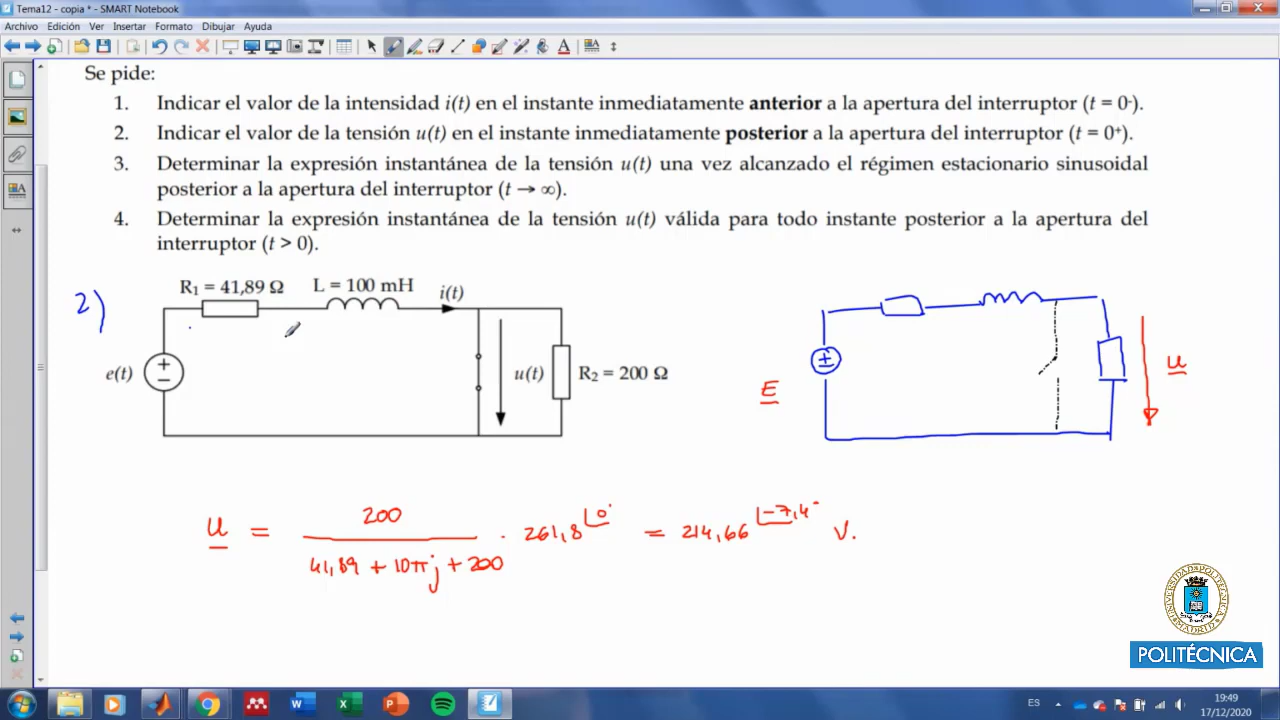 Tema12 - copia * - SMART Notebook
Archivo Edición Ver Insertar Formato Dibujar Ayuda
Se pide:
1. Indicar el valor de la intensidad i(t) en el instante inmediatamente anterior a la apertura del interruptor (t = 0-).
2. Indicar el valor de la tensión u(t) en el instante inmediatamente posterior a la apertura del interruptor (t = 0+).
3. Determinar la expresión instantánea de la tensión u(t) una vez alcanzado el régimen estacionario sinusoidal
posterior a la apertura del interruptor (t → ∞).
4. Determinar la expresión instantánea de la tensión u(t) válida para todo instante posterior a la apertura del
interruptor (t > 0).
2)
R1 = 41,89 Ω L = 100 mH i(t)
e(t) + − u(t) R2 = 200 Ω
± E u
u = 200 / (41,89 + 10πj + 200) · 261,8 ∠0° = 214,66 ∠-7,4° V.
POLITÉCNICA
ES
19:49
17/12/2020